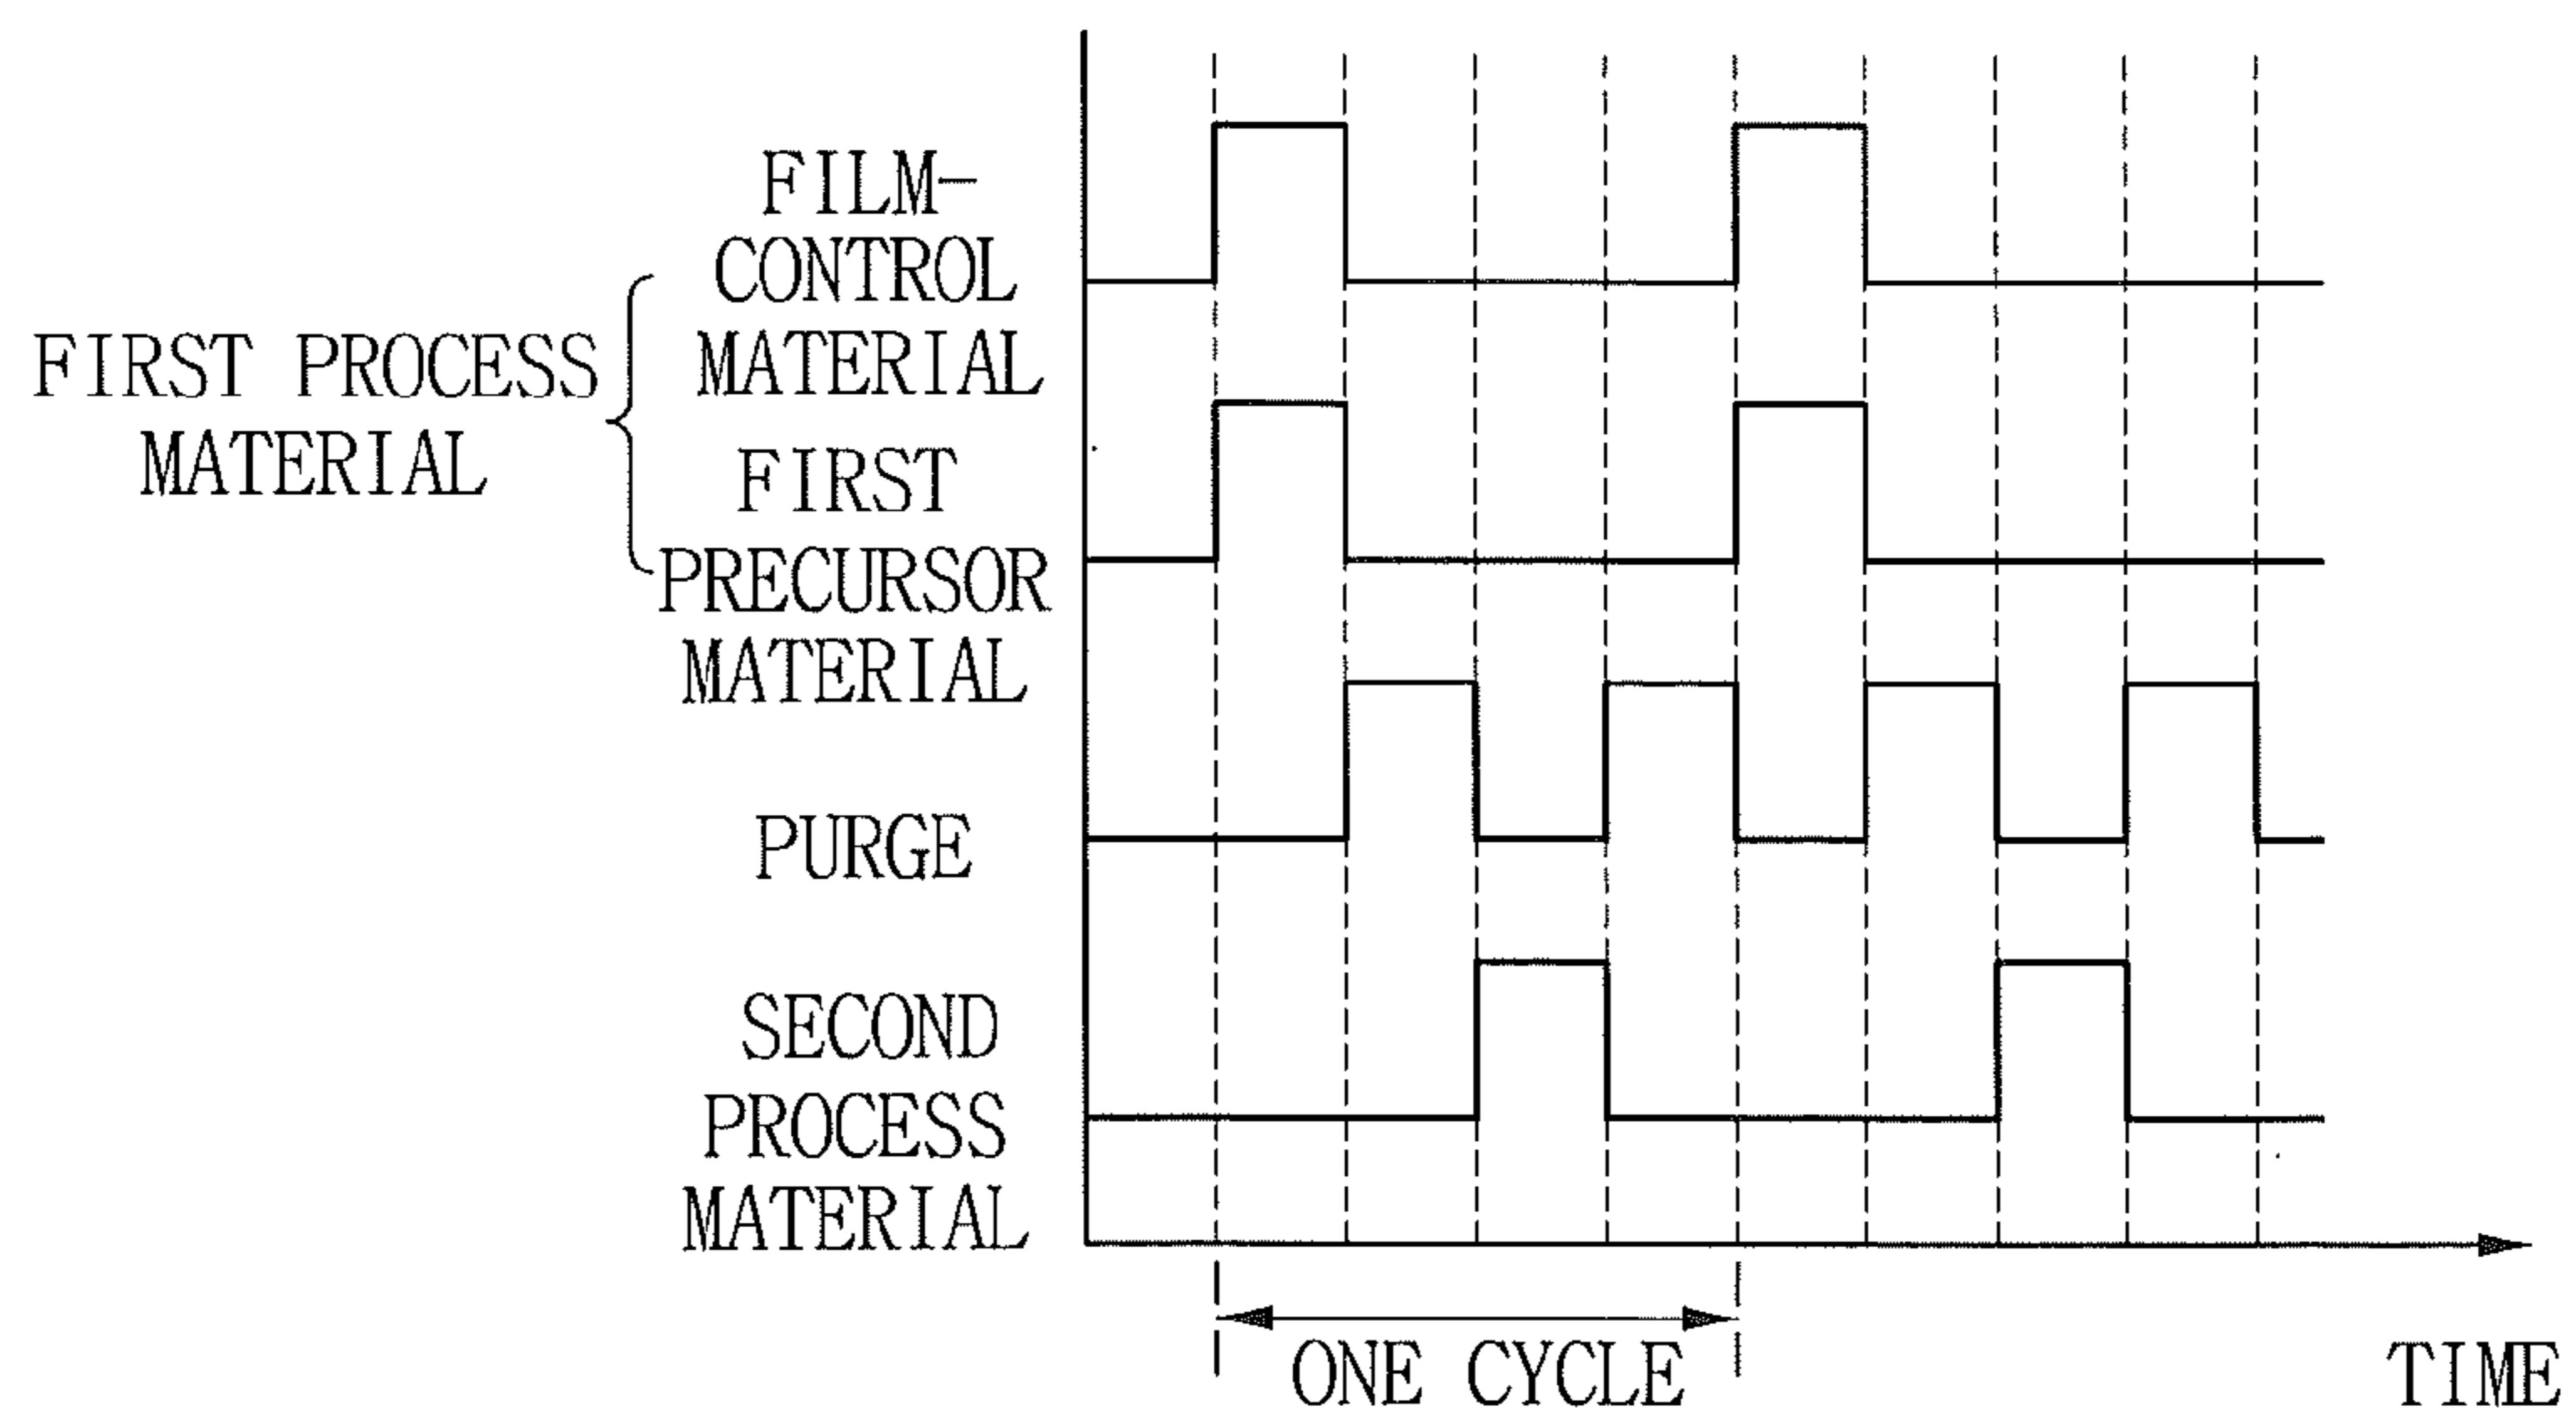 FIRST PROCESS
MATERIAL
FILM-
CONTROL
MATERIAL
FIRST
PRECURSOR
MATERIAL
PURGE
SECOND
PROCESS
MATERIAL
ONE CYCLE
TIME